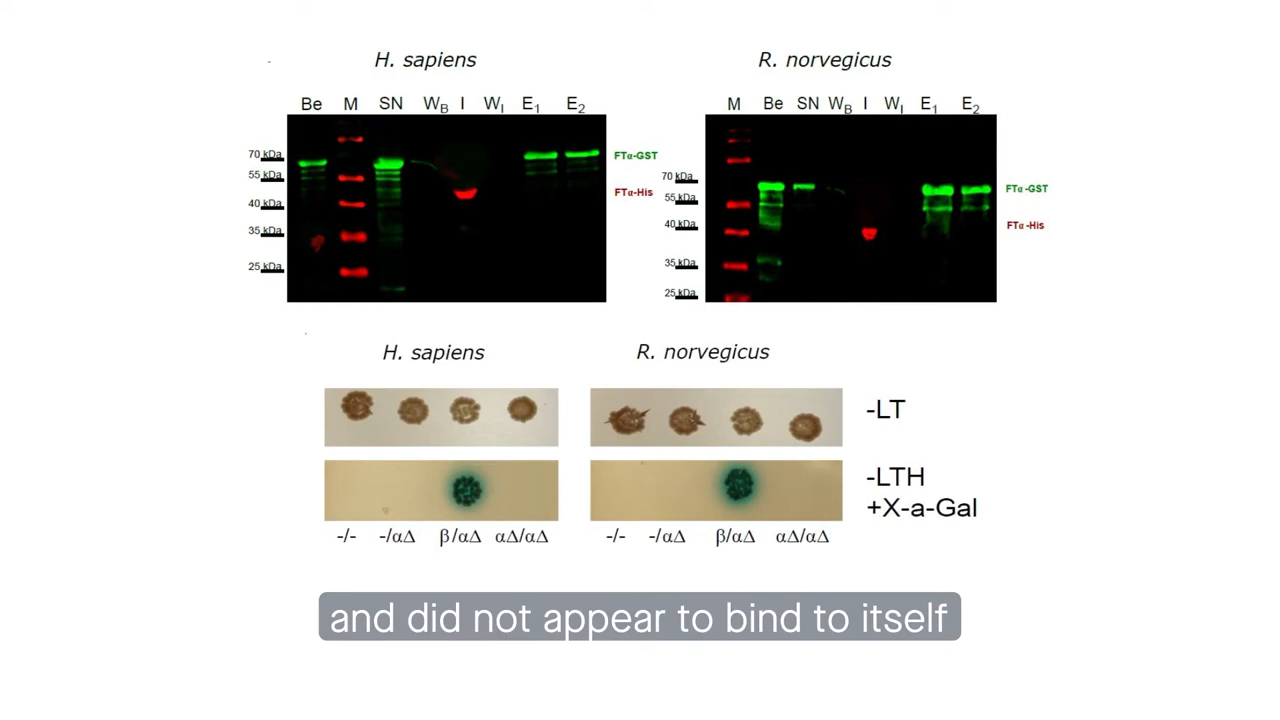 H. sapiens
Be M SN WB I WI E1 E2
70 kDa
55 kDa
40 kDa
35 kDa
25 kDa
FTα-GST
FTα-His
R. norvegicus
M Be SN WB I WI E1 E2
70 kDa
55 kDa
40 kDa
35 kDa
25 kDa
FTα-GST
FTα-His
H. sapiens
R. norvegicus
-LT
-LTH
+X-a-Gal
-/- -/αΔ β/αΔ αΔ/αΔ
-/- -/αΔ β/αΔ αΔ/αΔ
and did not appear to bind to itself